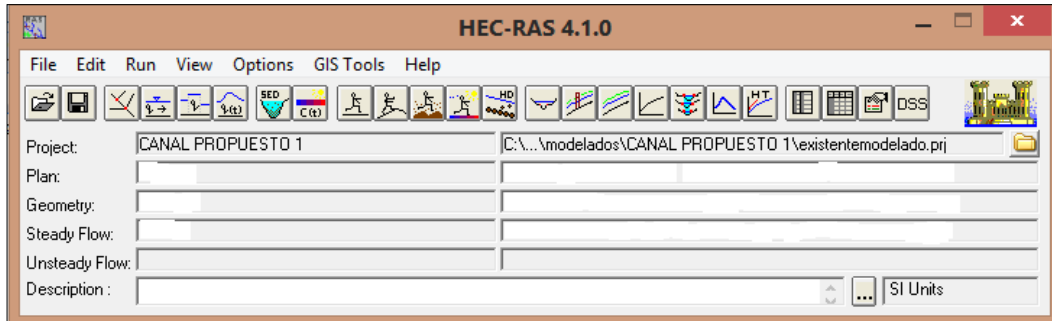 HEC-RAS 4.1.0
File Edit Run View Options GIS Tools Help
SED q(t) C(t) HD HT DSS
Project: CANAL PROPUESTO 1 C:\...\modelados\CANAL PROPUESTO 1\existentemodelado.prj
Plan:
Geometry:
Steady Flow:
Unsteady Flow:
Description : ... SI Units